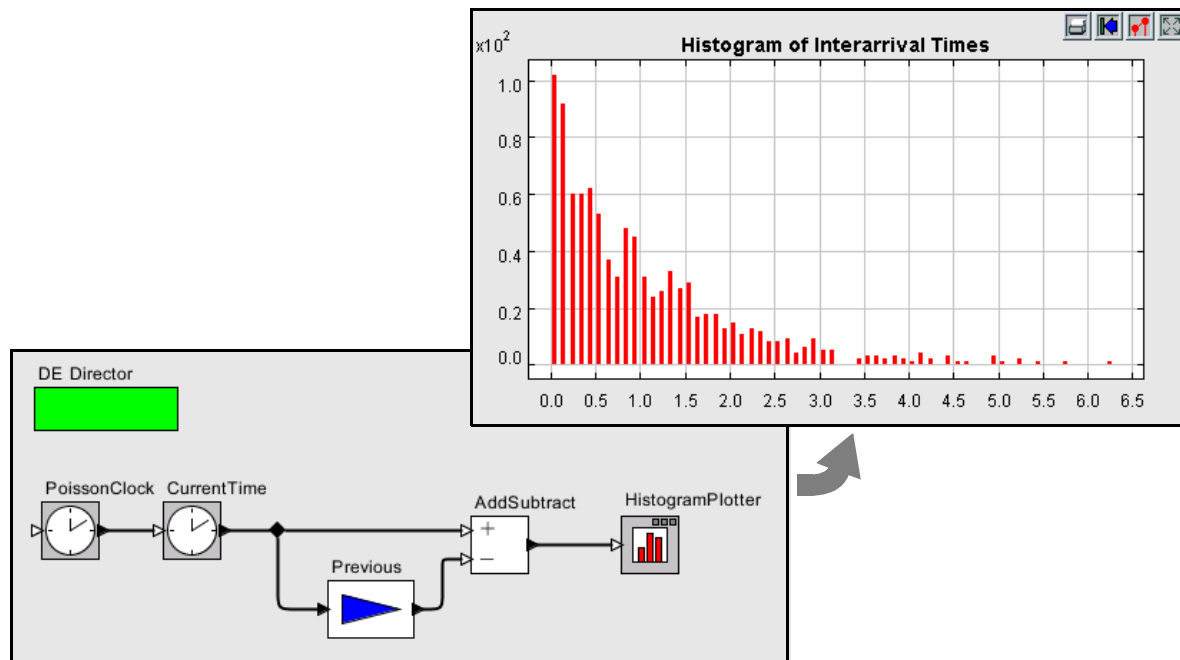 Histogram of Interarrival Times
x10²
1.0
0.8
0.6
0.4
0.2
0.0
0.0 0.5 1.0 1.5 2.0 2.5 3.0 3.5 4.0 4.5 5.0 5.5 6.0 6.5
DE Director
PoissonClock CurrentTime
AddSubtract
HistogramPlotter
+
−
Previous